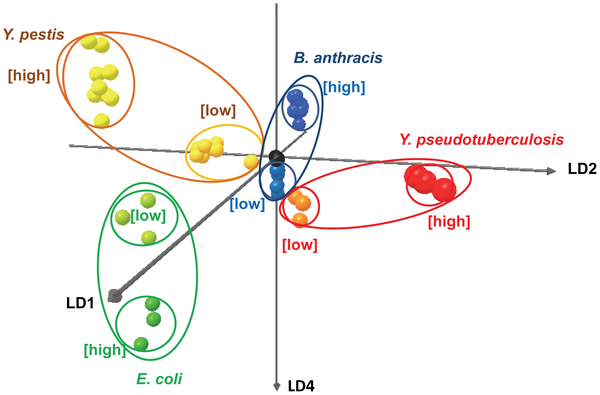 Y. pestis
[high]
[low]
B. anthracis
[high]
Y. pseudotuberculosis
LD2
[low]
[low]
[high]
[low]
LD1
[high]
E. coli
LD4